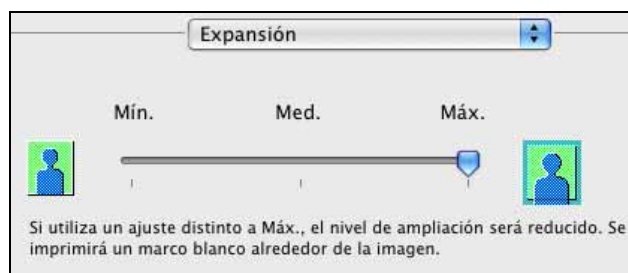 Expansión
Mín. Med. Máx.
Si utiliza un ajuste distinto a Máx., el nivel de ampliación será reducido. Se
imprimirá un marco blanco alrededor de la imagen.